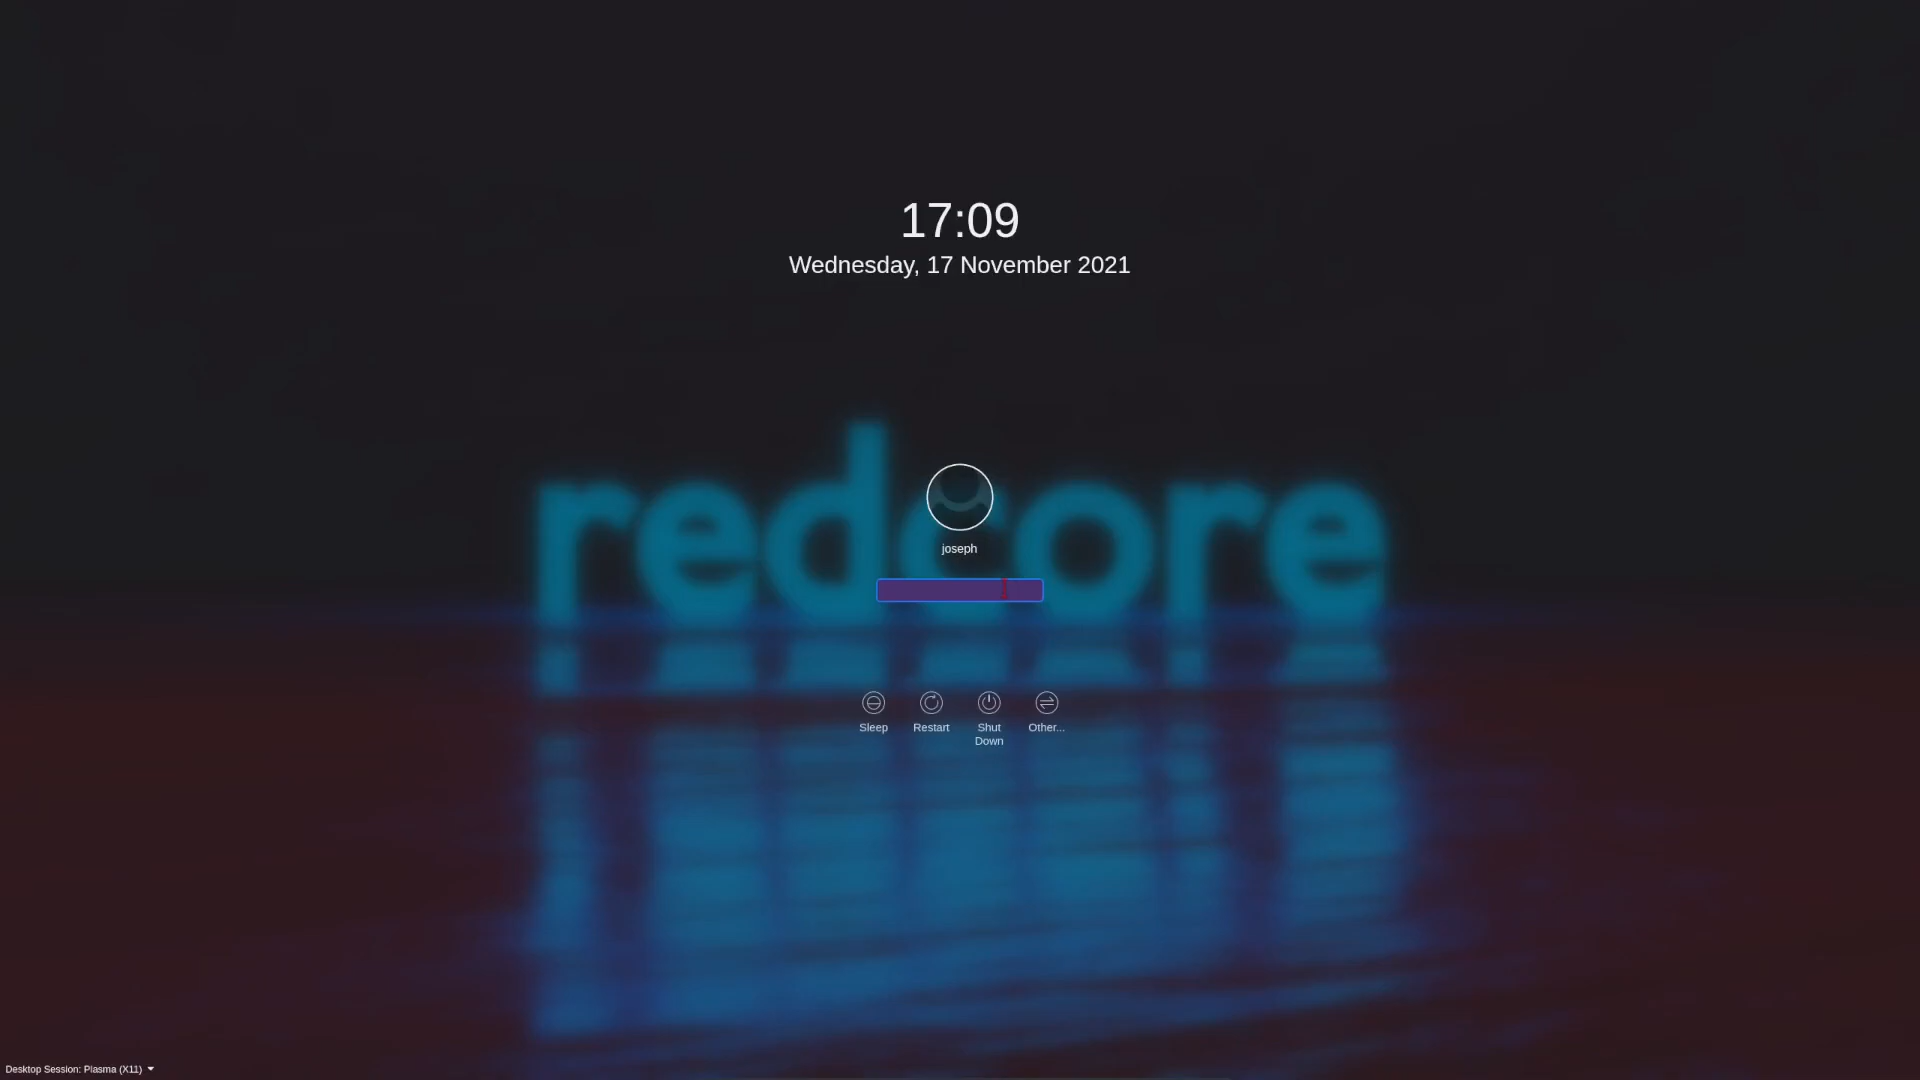 17:09
Wednesday, 17 November 2021
redcore
joseph
Sleep
Restart
Shut
Down
Other...
Desktop Session: Plasma (X11)